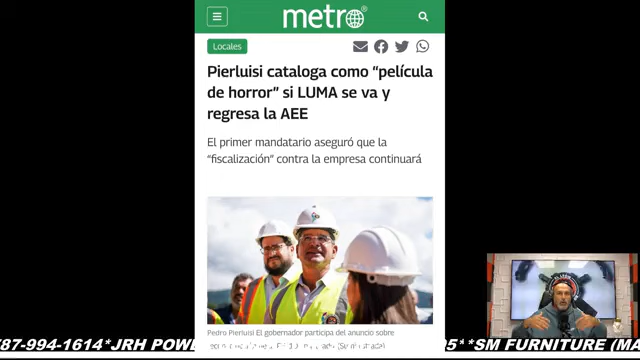 metro
Locales
Pierluisi cataloga como “película
de horror” si LUMA se va y
regresa la AEE
El primer mandatario aseguró que la
“fiscalización” contra la empresa continuará
Pedro Pierluisi El gobernador participa del anuncio sobre
787-994-1614*JRH POW
5**SM FURNITURE (MA